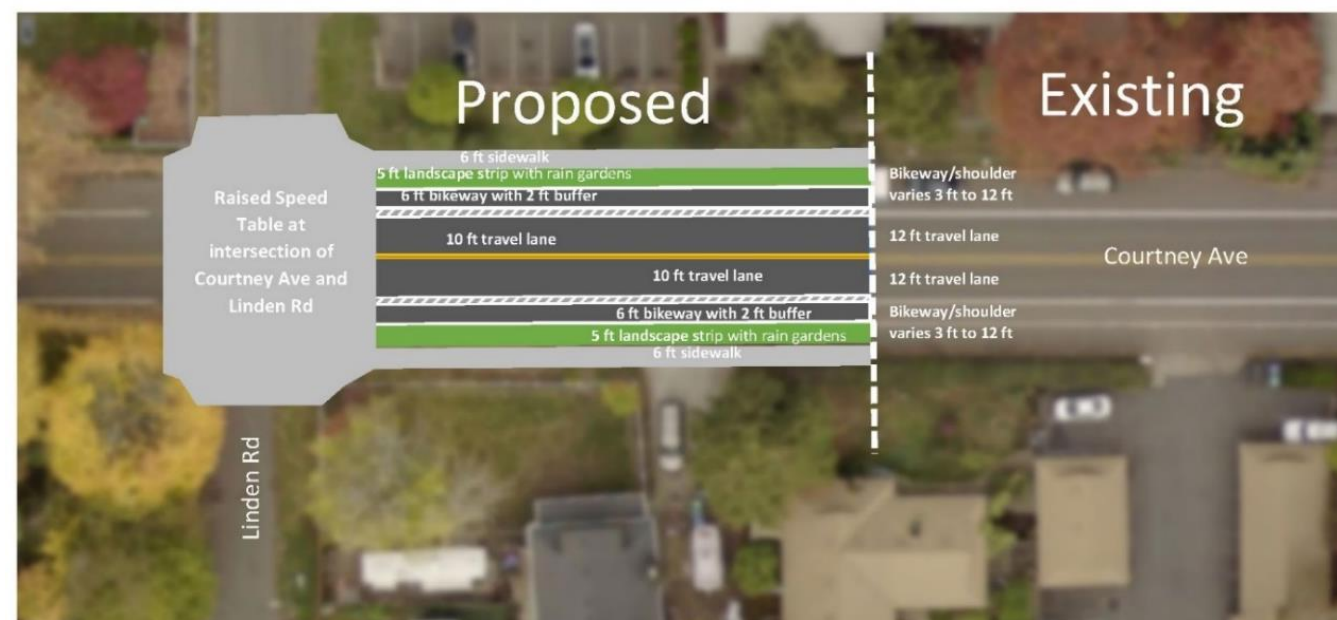 Proposed
Existing
6 ft sidewalk
5 ft landscape strip with rain gardens
6 ft bikeway with 2 ft buffer
10 ft travel lane
10 ft travel lane
6 ft bikeway with 2 ft buffer
5 ft landscape strip with rain gardens
6 ft sidewalk
Raised Speed
Table at
intersection of
Courtney Ave and
Linden Rd
Bikeway/shoulder
varies 3 ft to 12 ft
12 ft travel lane
12 ft travel lane
Bikeway/shoulder
varies 3 ft to 12 ft
Courtney Ave
Linden Rd